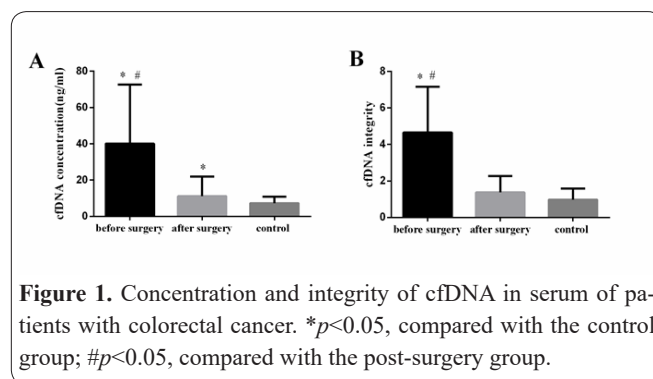 A
B
cfDNA concentration(ng/ml)
80
60
40
20
0
* #
*
before surgery after surgery control
cfDNA integrity
8
6
4
2
0
* #
before surgery after surgery control
Figure 1. Concentration and integrity of cfDNA in serum of pa-
tients with colorectal cancer. *p<0.05, compared with the control
group; #p<0.05, compared with the post-surgery group.